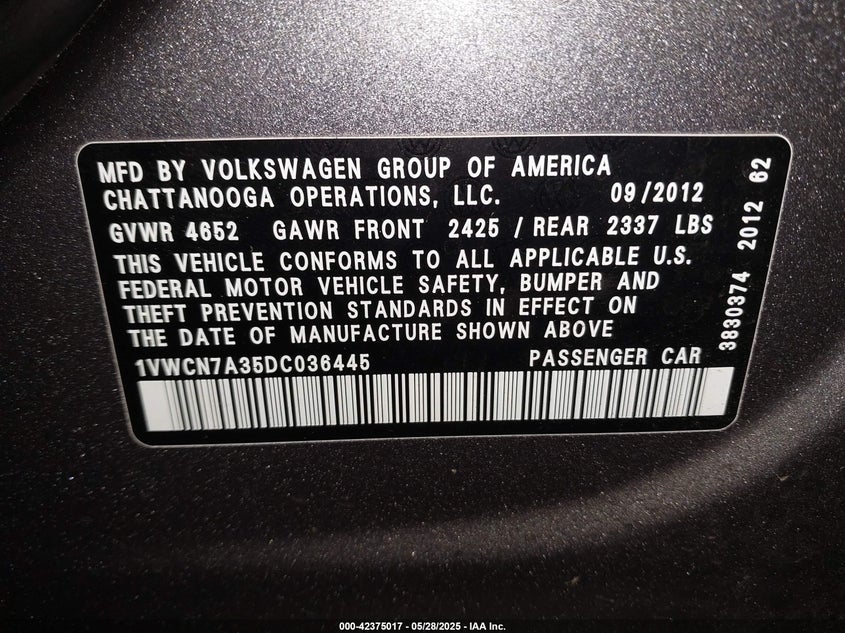 MFD BY VOLKSWAGEN GROUP OF AMERICA
CHATTANOOGA OPERATIONS, LLC. 09/2012
GVWR 4652 GAWR FRONT 2425 / REAR 2337 LBS
THIS VEHICLE CONFORMS TO ALL APPLICABLE U.S.
FEDERAL MOTOR VEHICLE SAFETY, BUMPER AND
THEFT PREVENTION STANDARDS IN EFFECT ON
THE DATE OF MANUFACTURE SHOWN ABOVE
1VWCN7A35DC036445 PASSENGER CAR
3830374 2012 62
000-42375017 - 05/28/2025 - IAA Inc.